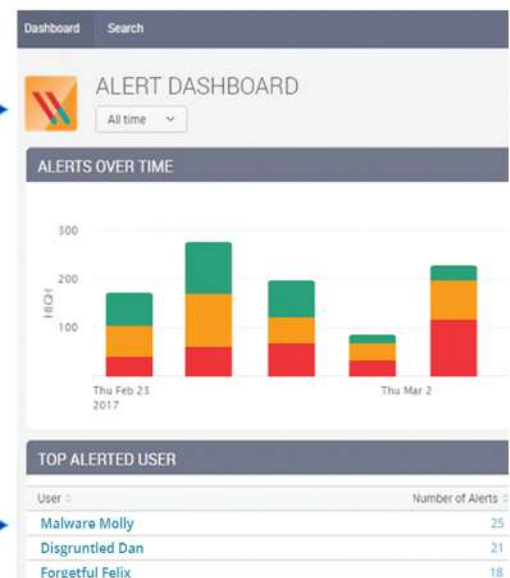 Dashboard Search
ALERT DASHBOARD
All time
ALERTS OVER TIME
300
200
100
HIGH
Thu Feb 23 Thu Mar 2
2017
TOP ALERTED USER
User Number of Alerts
Malware Molly 25
Disgruntled Dan 21
Forgetful Felix 18